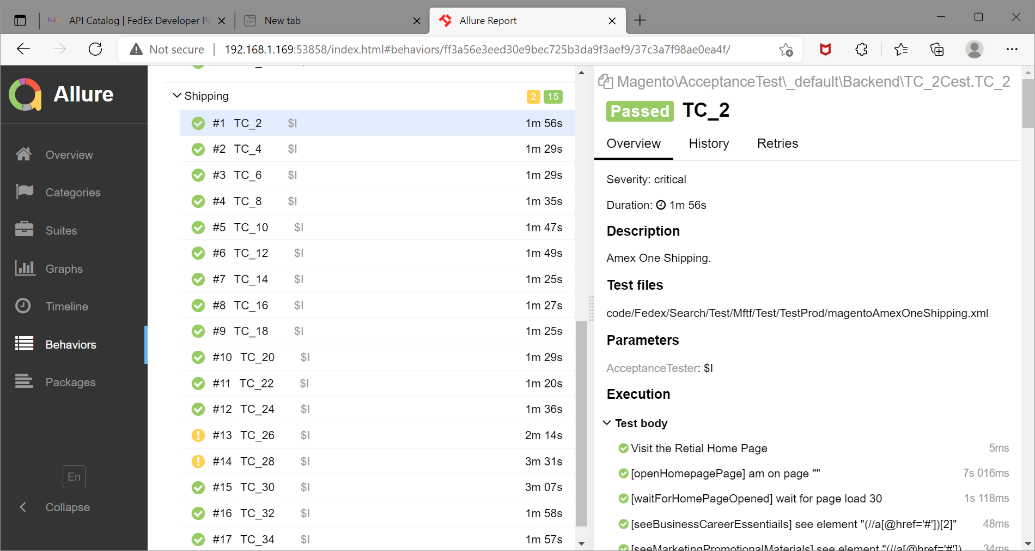 API Catalog | FedEx Developer Po
New tab
Allure Report
Not secure
192.168.1.169:53858/index.html#behaviors/ff3a56e3eed30e9bec725b3da9f3aef9/37c3a7f98ae0ea4f/
Allure
Overview
Categories
Suites
Graphs
Timeline
Behaviors
Packages
En
Collapse
Shipping 2 15
#1 TC_2 $I 1m 56s
#2 TC_4 $I 1m 29s
#3 TC_6 $I 1m 29s
#4 TC_8 $I 1m 35s
#5 TC_10 $I 1m 47s
#6 TC_12 $I 1m 49s
#7 TC_14 $I 1m 25s
#8 TC_16 $I 1m 27s
#9 TC_18 $I 1m 25s
#10 TC_20 $I 1m 29s
#11 TC_22 $I 1m 20s
#12 TC_24 $I 1m 36s
#13 TC_26 $I 2m 14s
#14 TC_28 $I 3m 31s
#15 TC_30 $I 3m 07s
#16 TC_32 $I 1m 58s
#17 TC_34 $I 1m 57s
Magento\AcceptanceTest\_default\Backend\TC_2Cest.TC_2
Passed TC_2
Overview History Retries
Severity: critical
Duration: 1m 56s
Description
Amex One Shipping.
Test files
code/Fedex/Search/Test/Mftf/Test/TestProd/magentoAmexOneShipping.xml
Parameters
AcceptanceTester: $I
Execution
Test body
Visit the Retial Home Page 5ms
[openHomepagePage] am on page "" 7s 016ms
[waitForHomePageOpened] wait for page load 30 1s 118ms
[seeBusinessCareerEssentiails] see element "(//a[@href='#'])[2]" 48ms
[seeMarketingPromotionalMaterials] see element "(//a[@href='#']) 34ms